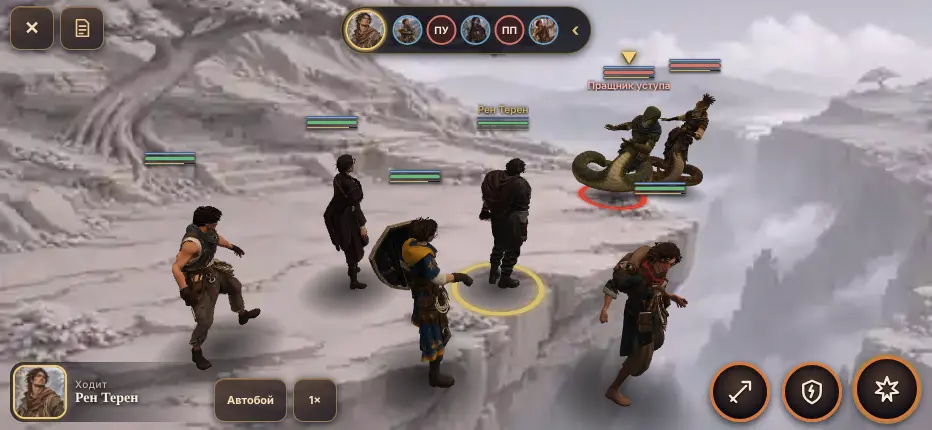 ПУ
ПП
Пращник уступа
Рен Терен
Ходит
Рен Терен
Автобой
1×